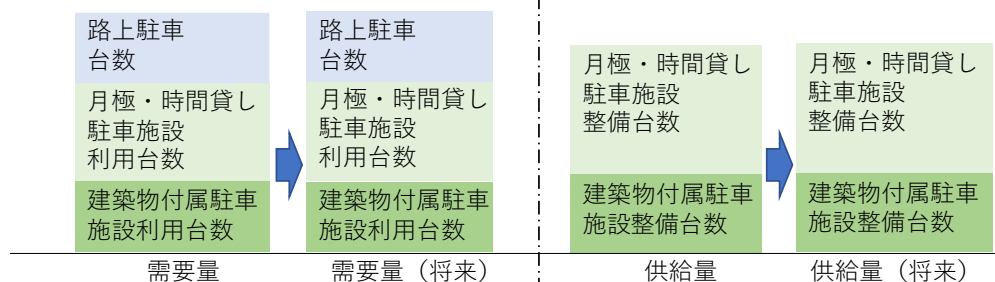 路上駐車
台数
月極・時間貸し
駐車施設
利用台数
建築物付属駐車
施設利用台数
需要量
路上駐車
台数
月極・時間貸し
駐車施設
利用台数
建築物付属駐車
施設利用台数
需要量（将来）
月極・時間貸し
駐車施設
整備台数
建築物付属駐車
施設整備台数
供給量
月極・時間貸し
駐車施設
整備台数
建築物付属駐車
施設整備台数
供給量（将来）